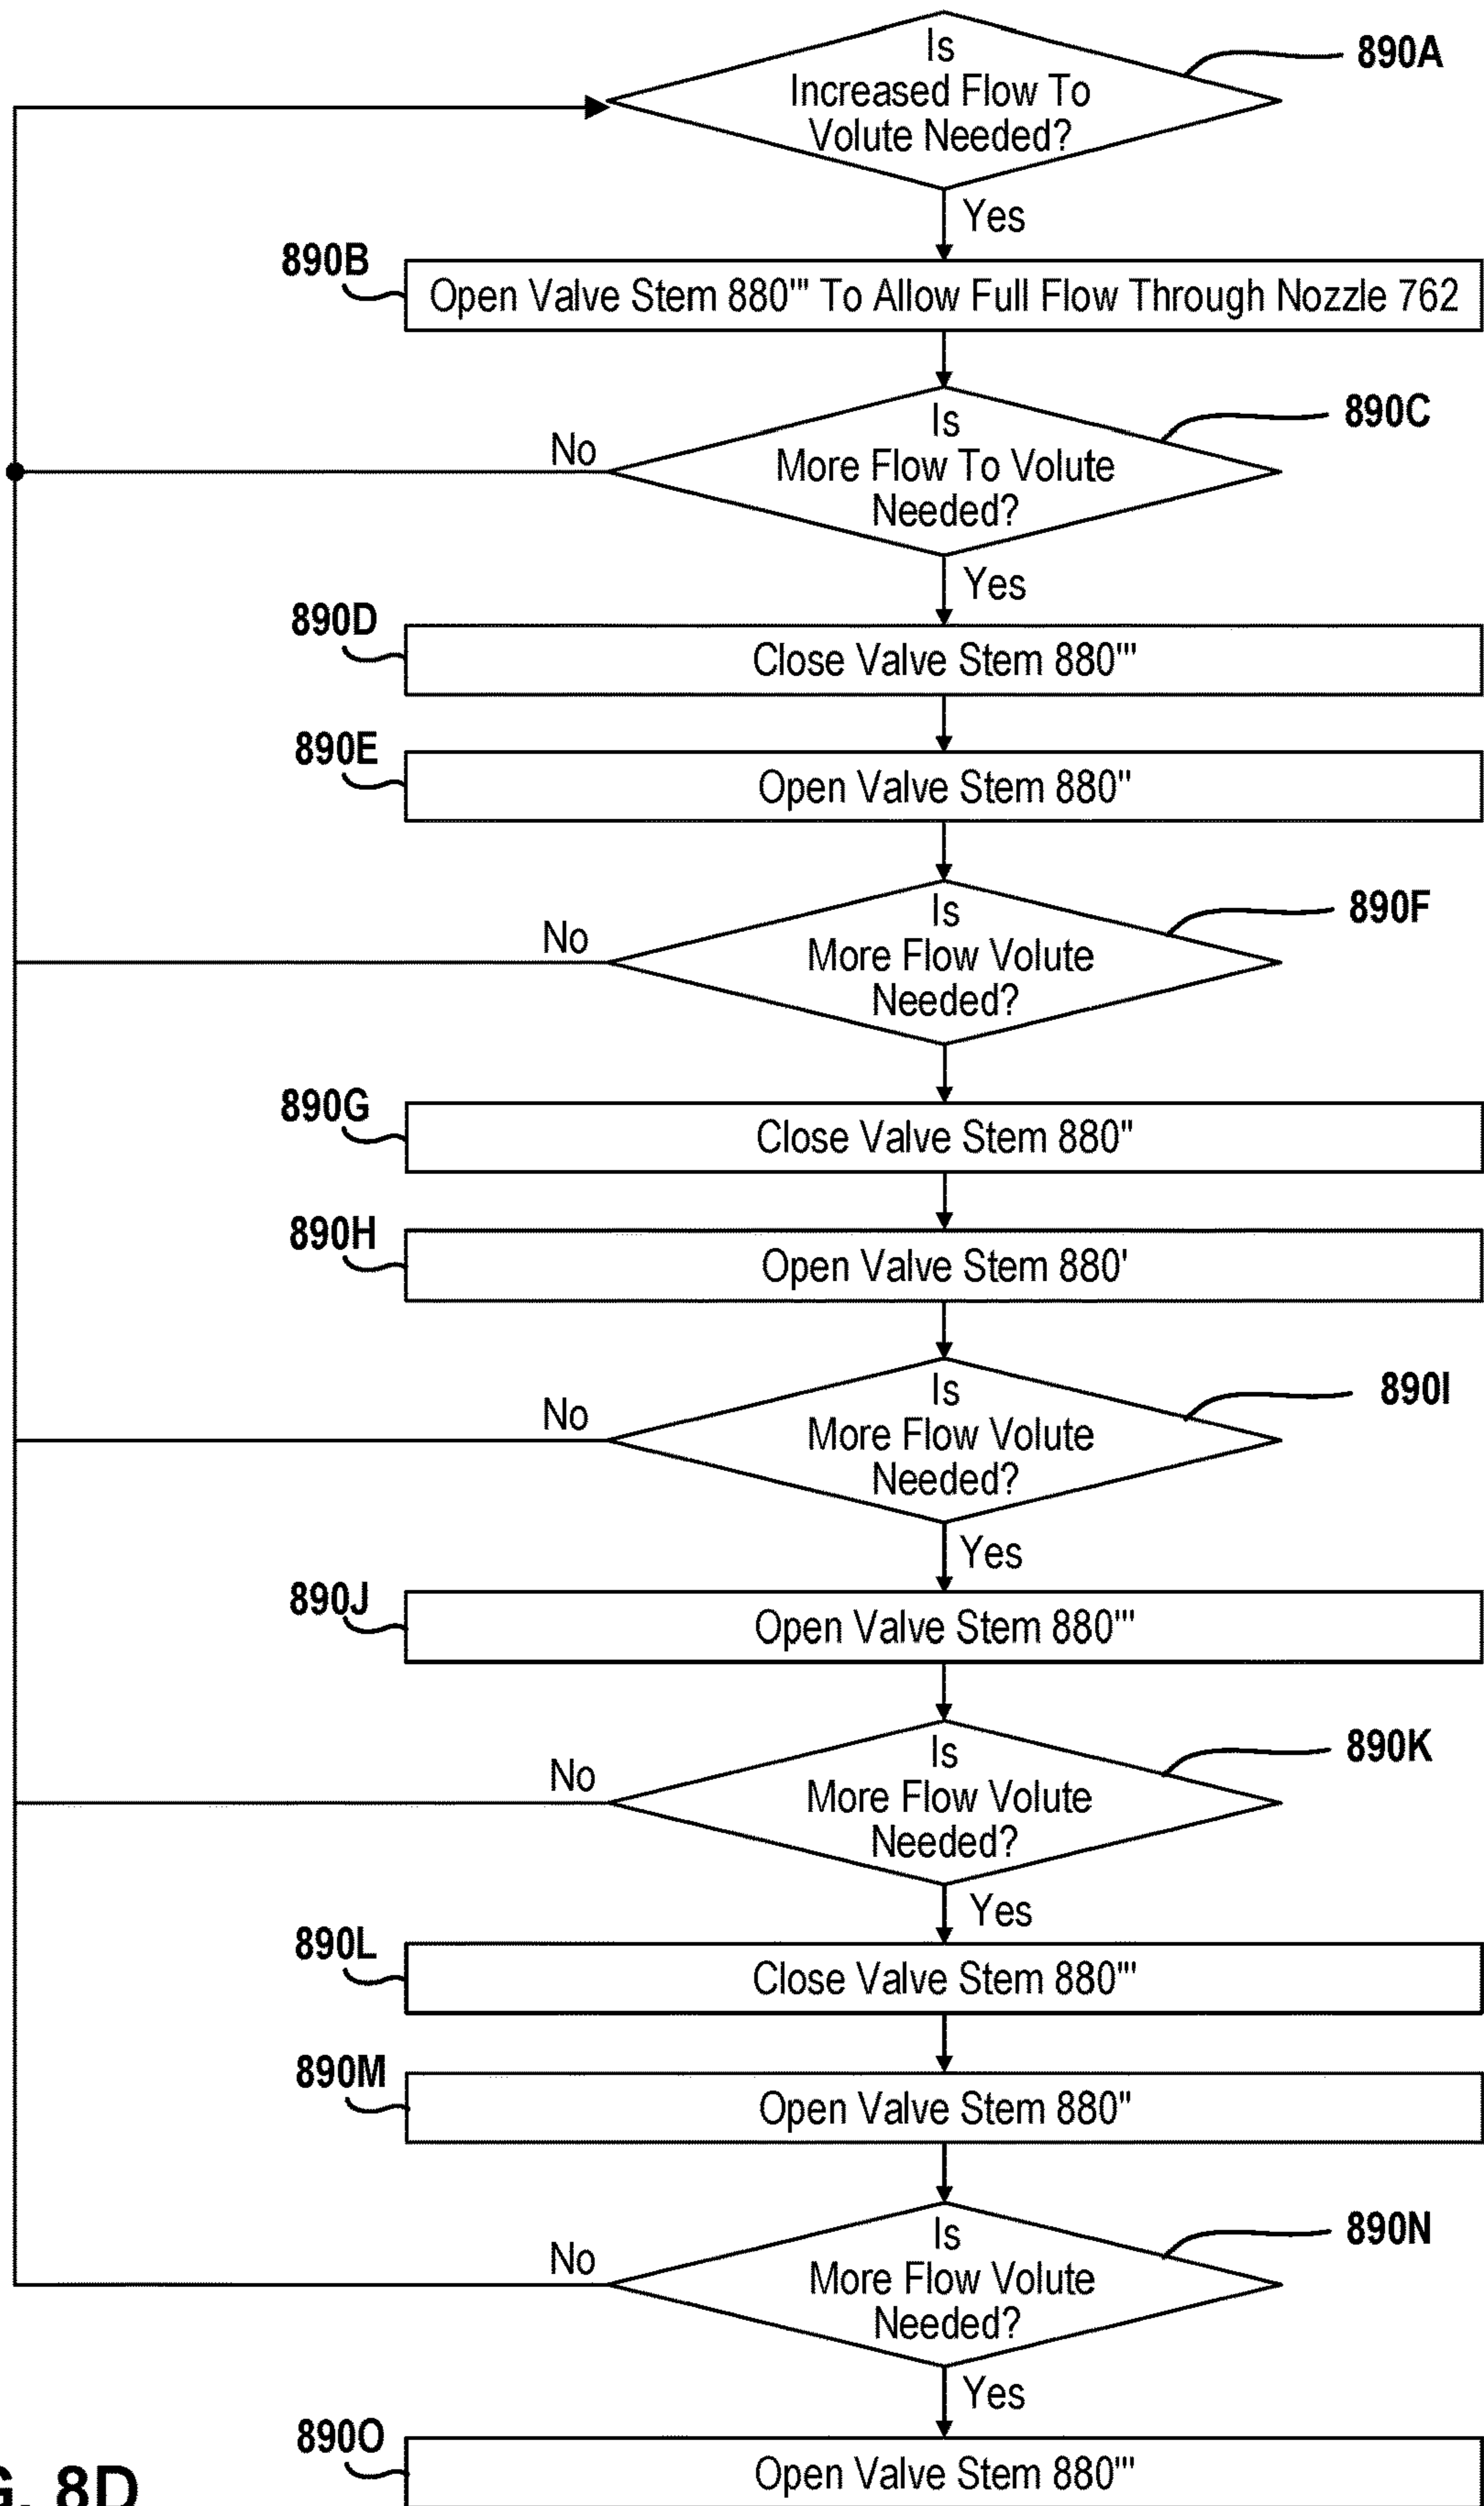 Is
Increased Flow To
Volute Needed?
890A
Yes
890B
Open Valve Stem 880''' To Allow Full Flow Through Nozzle 762
Is
More Flow To Volute
Needed?
890C
No
Yes
890D
Close Valve Stem 880'''
890E
Open Valve Stem 880''
Is
More Flow Volute
Needed?
890F
No
890G
Close Valve Stem 880''
890H
Open Valve Stem 880'
Is
More Flow Volute
Needed?
890I
No
Yes
890J
Open Valve Stem 880'''
Is
More Flow Volute
Needed?
890K
No
Yes
890L
Close Valve Stem 880'''
890M
Open Valve Stem 880''
Is
More Flow Volute
Needed?
890N
No
Yes
890O
Open Valve Stem 880'''
G. 8D